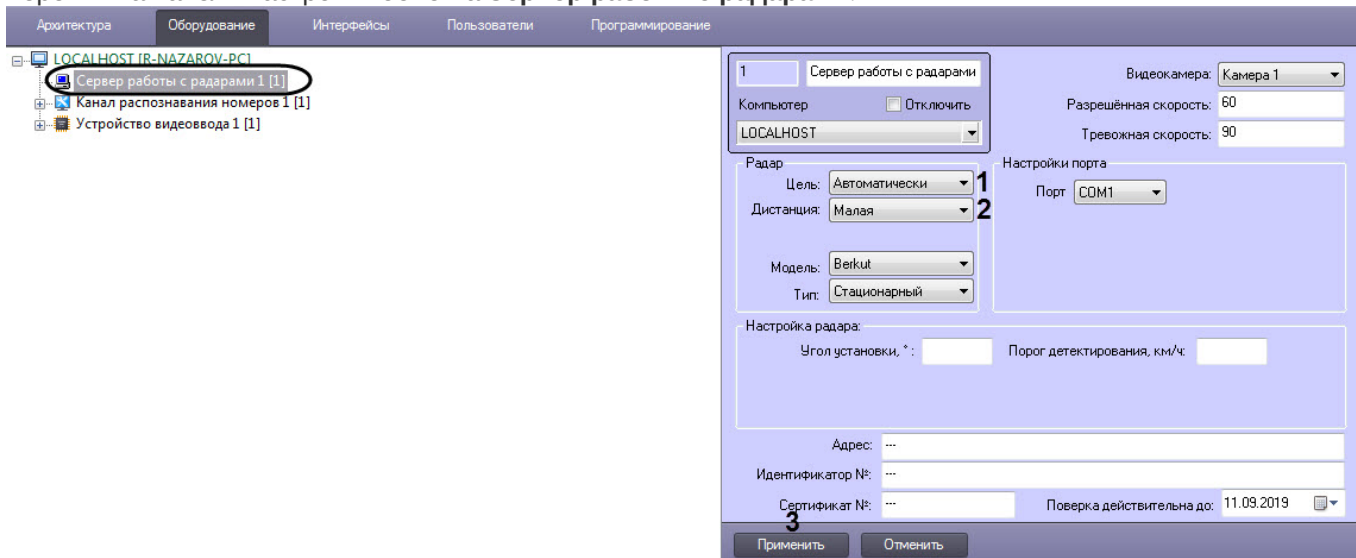 Архитектура Оборудование Интерфейсы Пользователи Программирование
LOCALHOST [R-NAZAROV-PC]
Сервер работы с радарами 1 [1]
Канал распознавания номеров 1 [1]
Устройство видеоввода 1 [1]
1 Сервер работы с радарами
Компьютер Отключить
LOCALHOST
Видеокамера: Камера 1
Разрешённая скорость: 60
Тревожная скорость: 90
Радар
Цель: Автоматически 1
Дистанция: Малая 2
Модель: Berkut
Тип: Стационарный
Настройки порта
Порт COM1
Настройка радара:
Угол установки, ° : Порог детектирования, км/ч:
Адрес: ---
Идентификатор №: ---
Сертификат №: --- Поверка действительна до: 11.09.2019
3
Применить Отменить